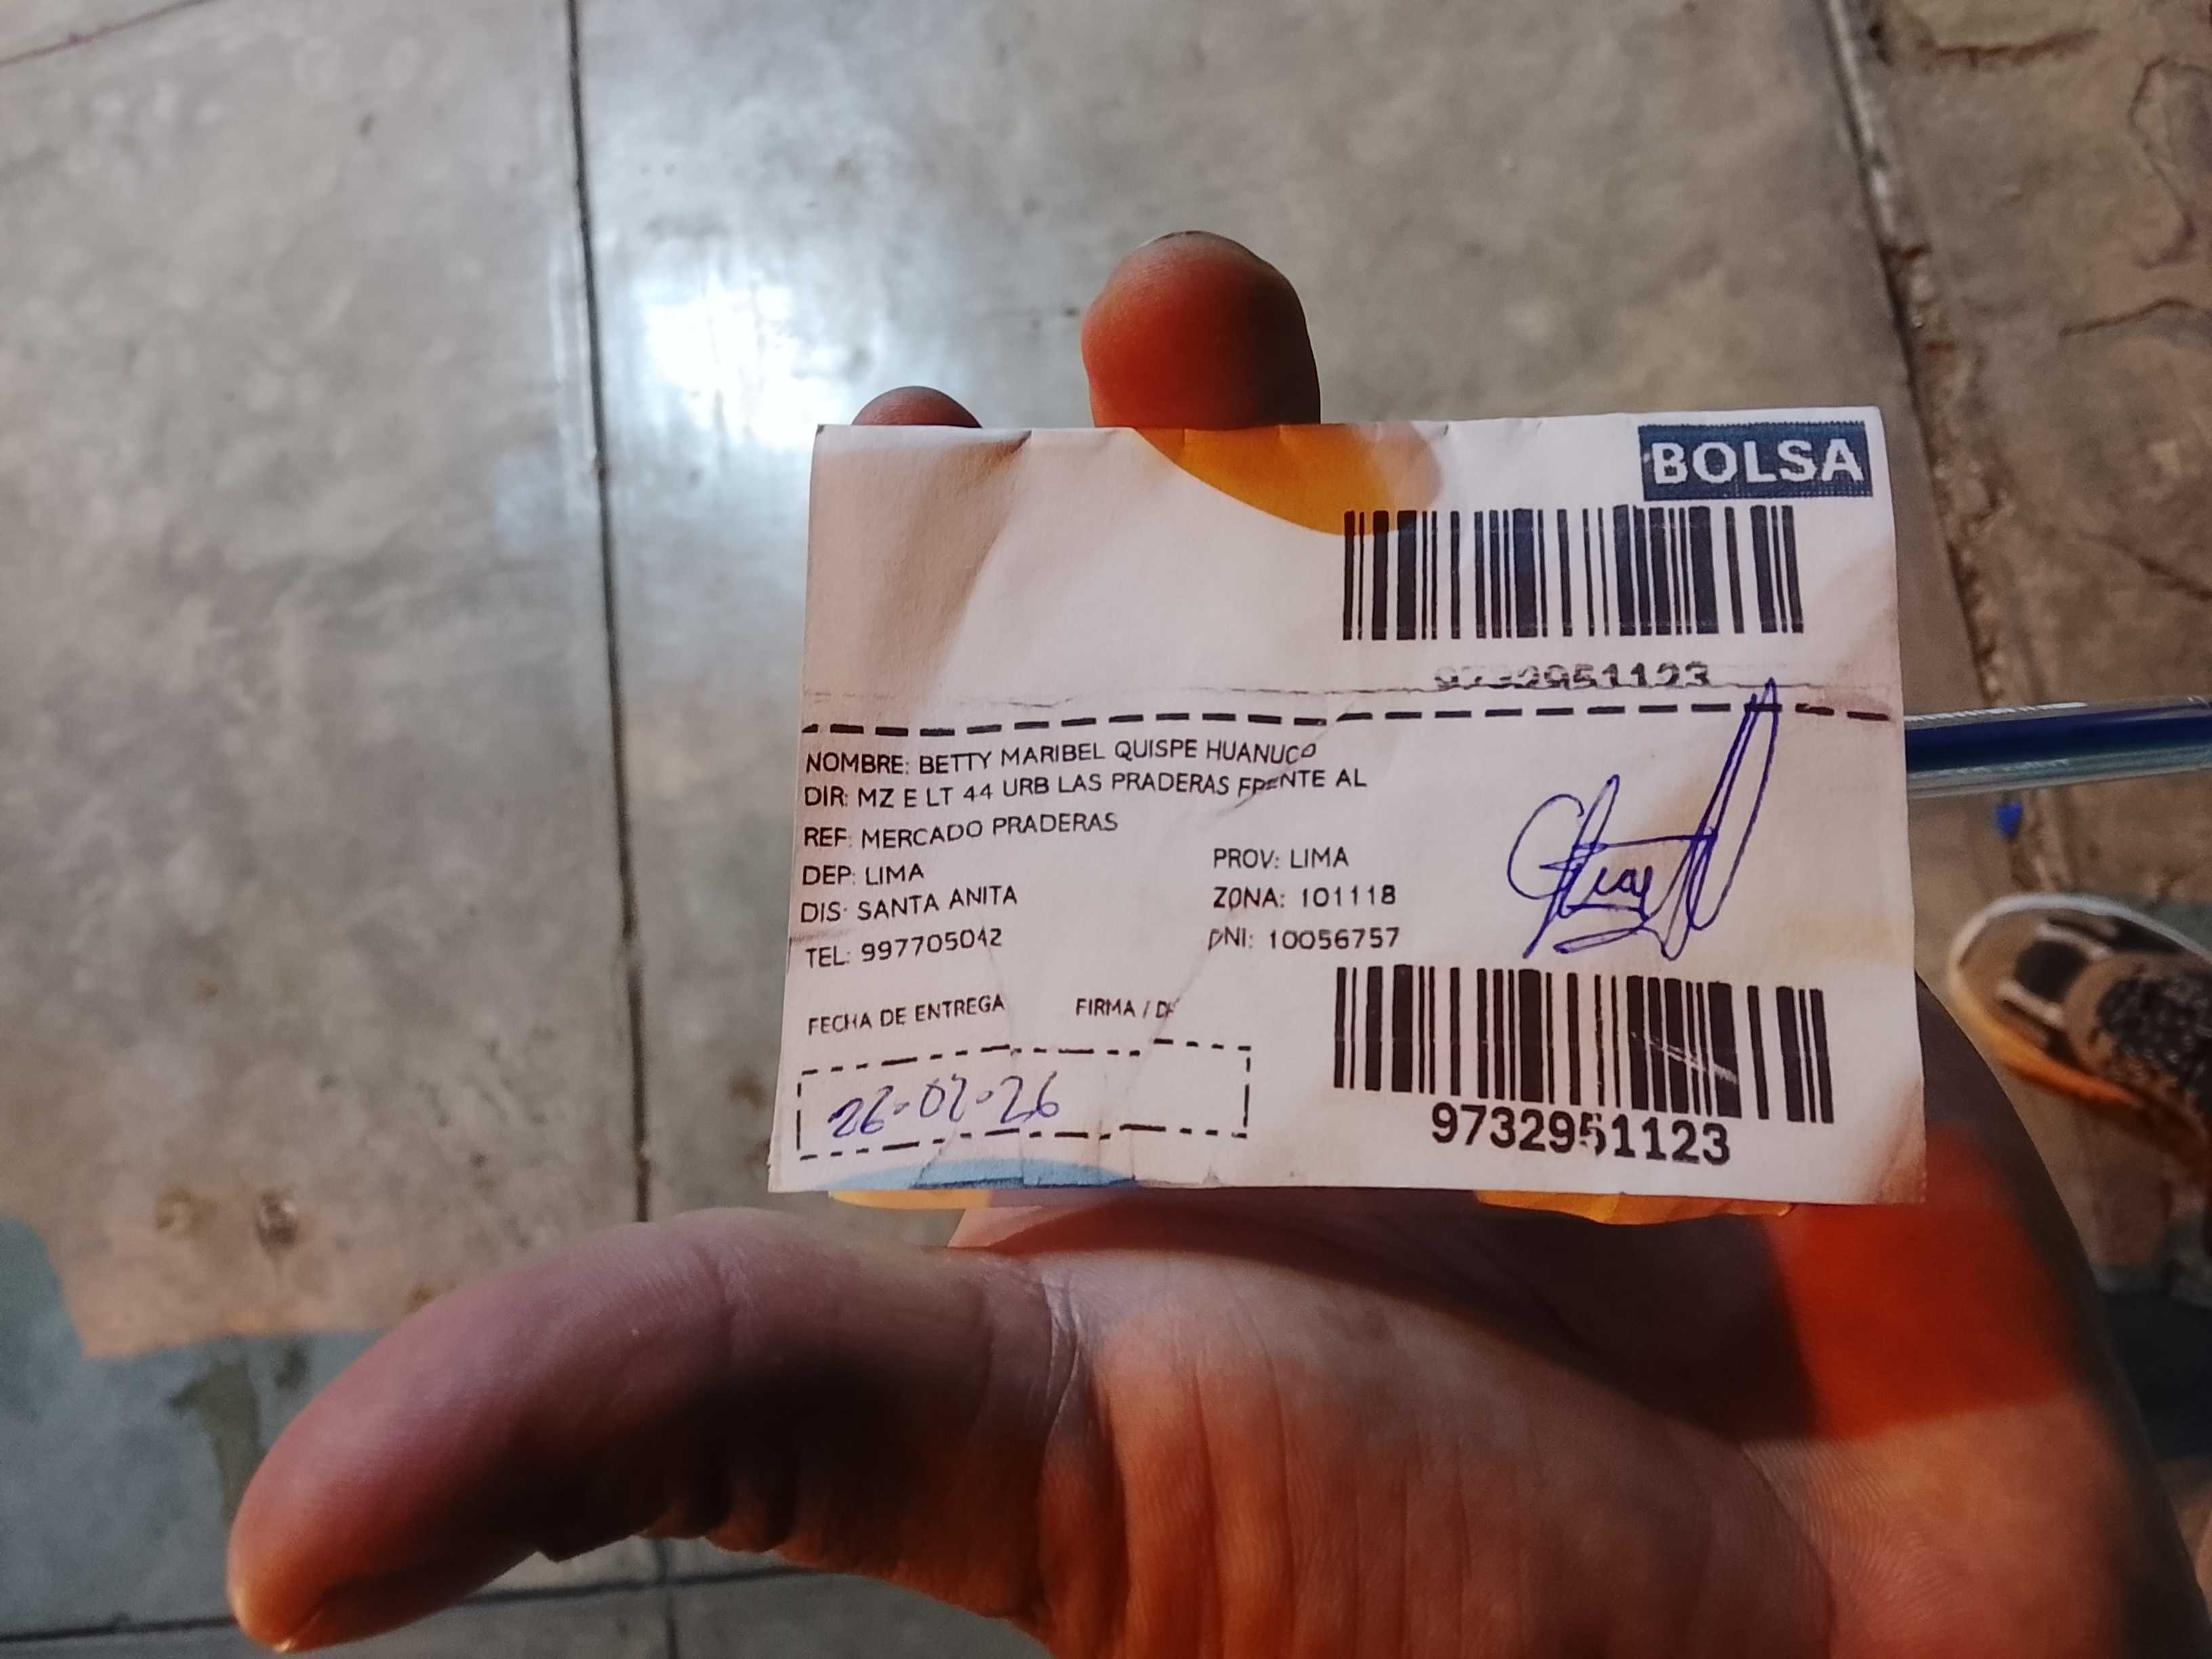 BOLSA
9732951123
NOMBRE: BETTY MARIBEL QUISPE HUANUCO
DIR: MZ E LT 44 URB LAS PRADERAS FRENTE AL
REF: MERCADO PRADERAS
DEP: LIMA PROV: LIMA
DIS: SANTA ANITA ZONA: 101118
TEL: 997705042 DNI: 10056757
FECHA DE ENTREGA FIRMA /
26-02-26
9732951123